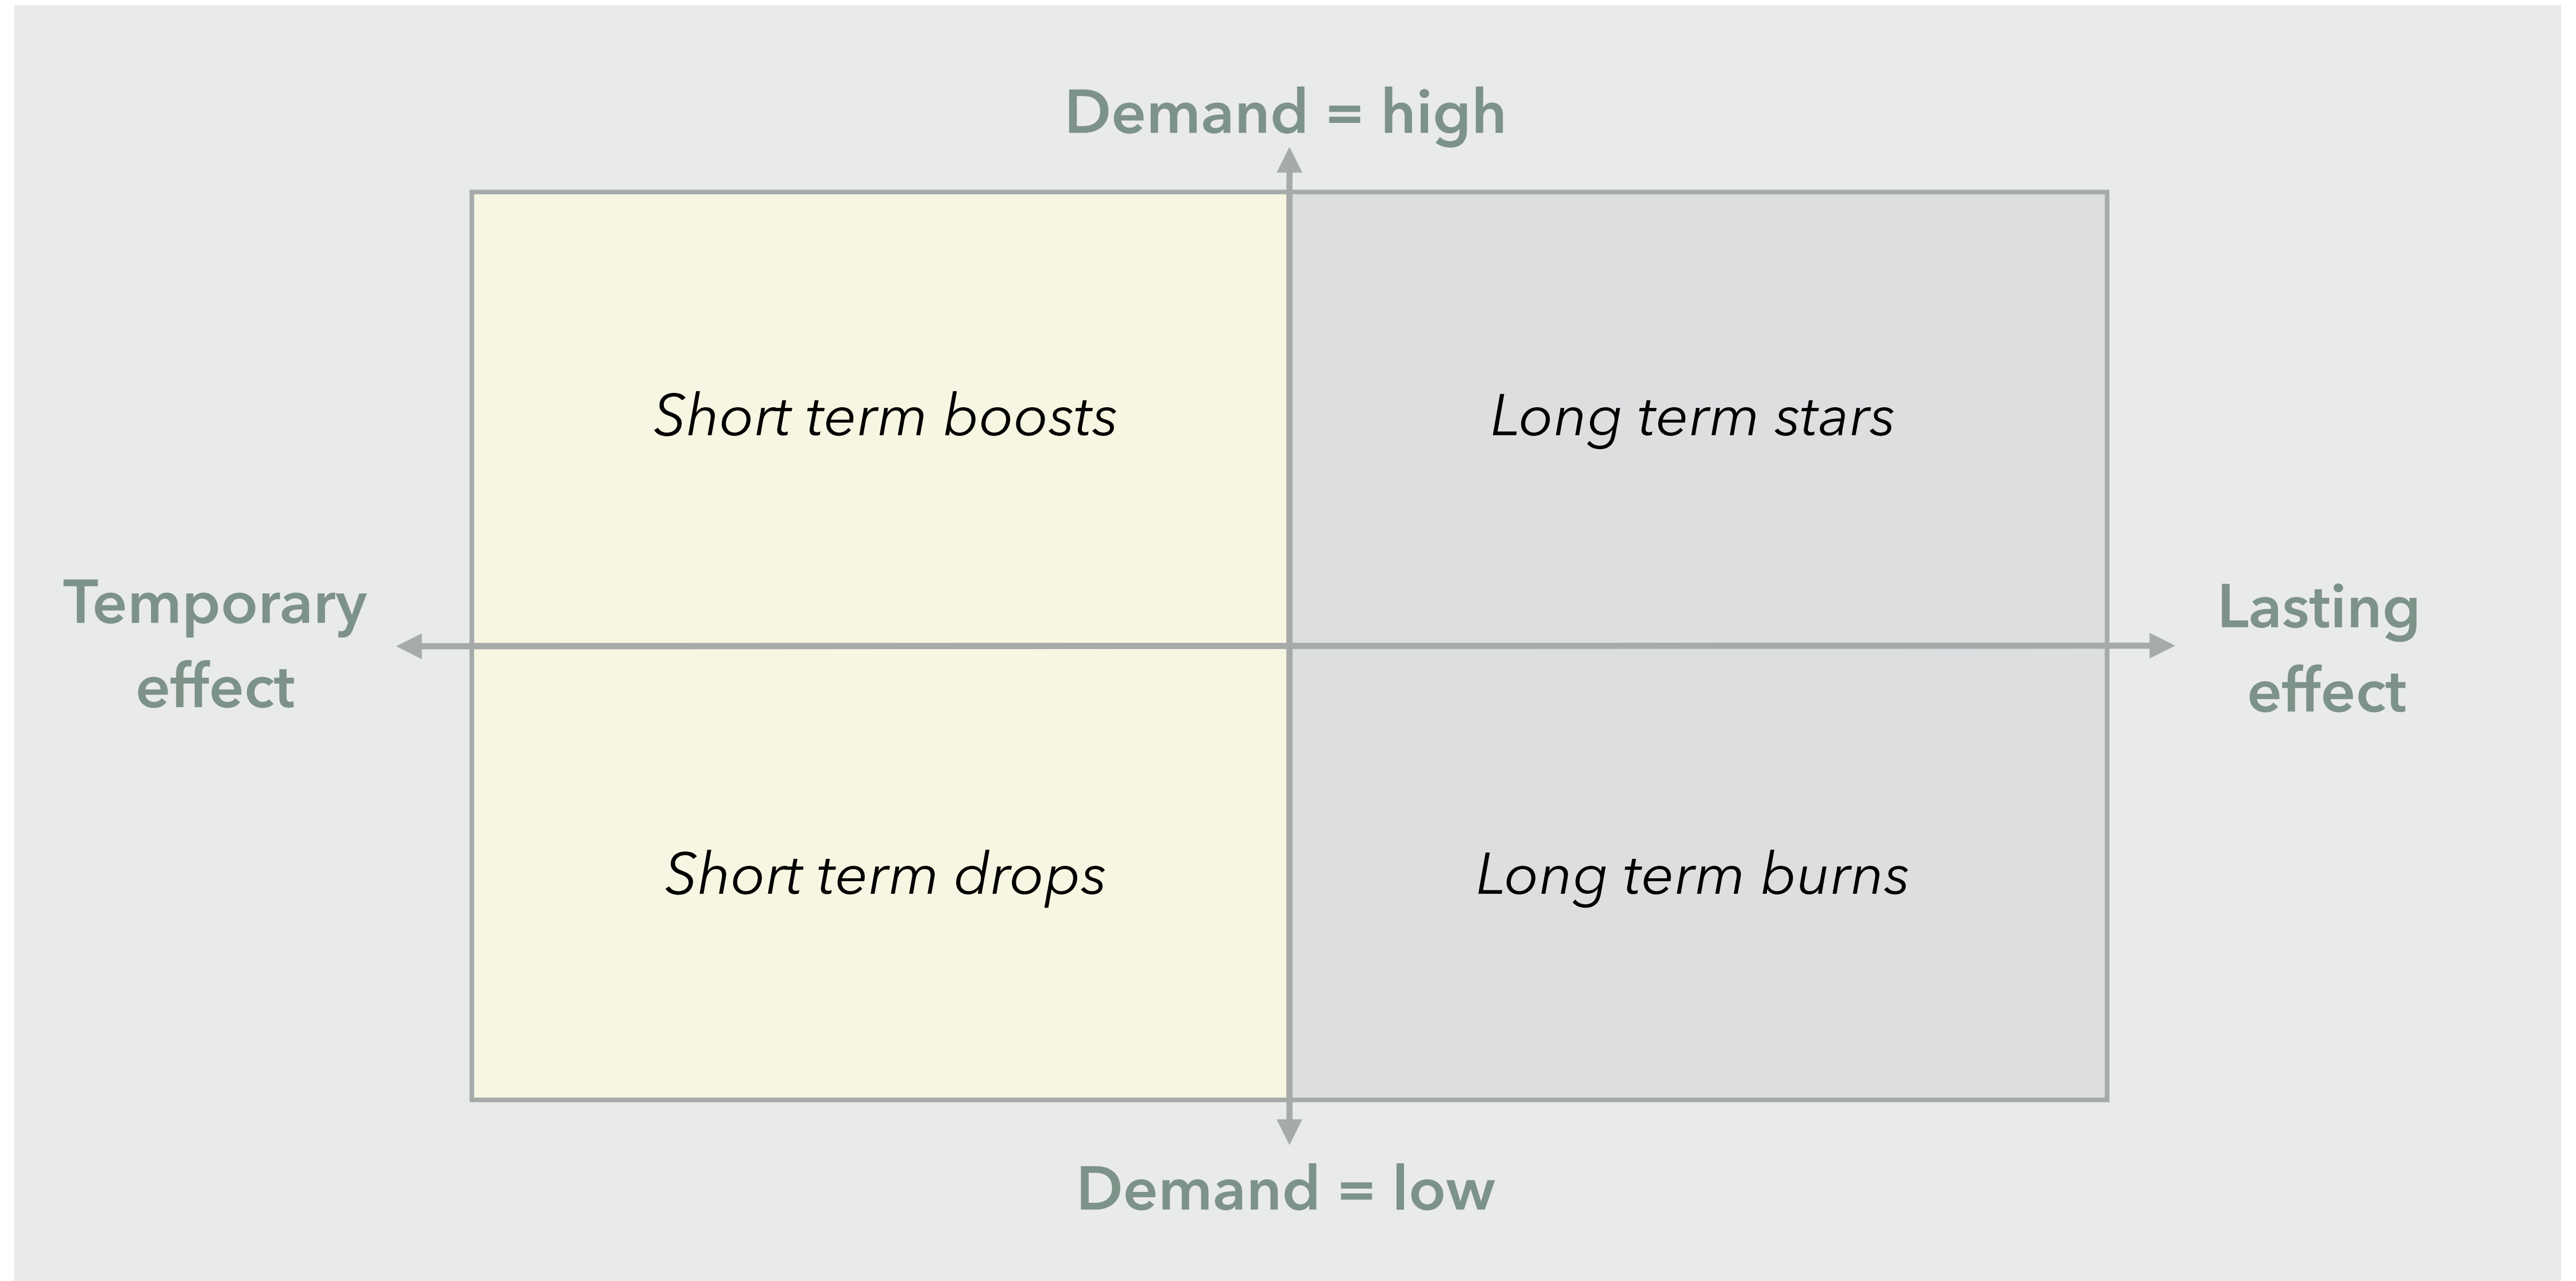 Demand = high
Short term boosts
Long term stars
Temporary
effect
Lasting
effect
Short term drops
Long term burns
Demand = low